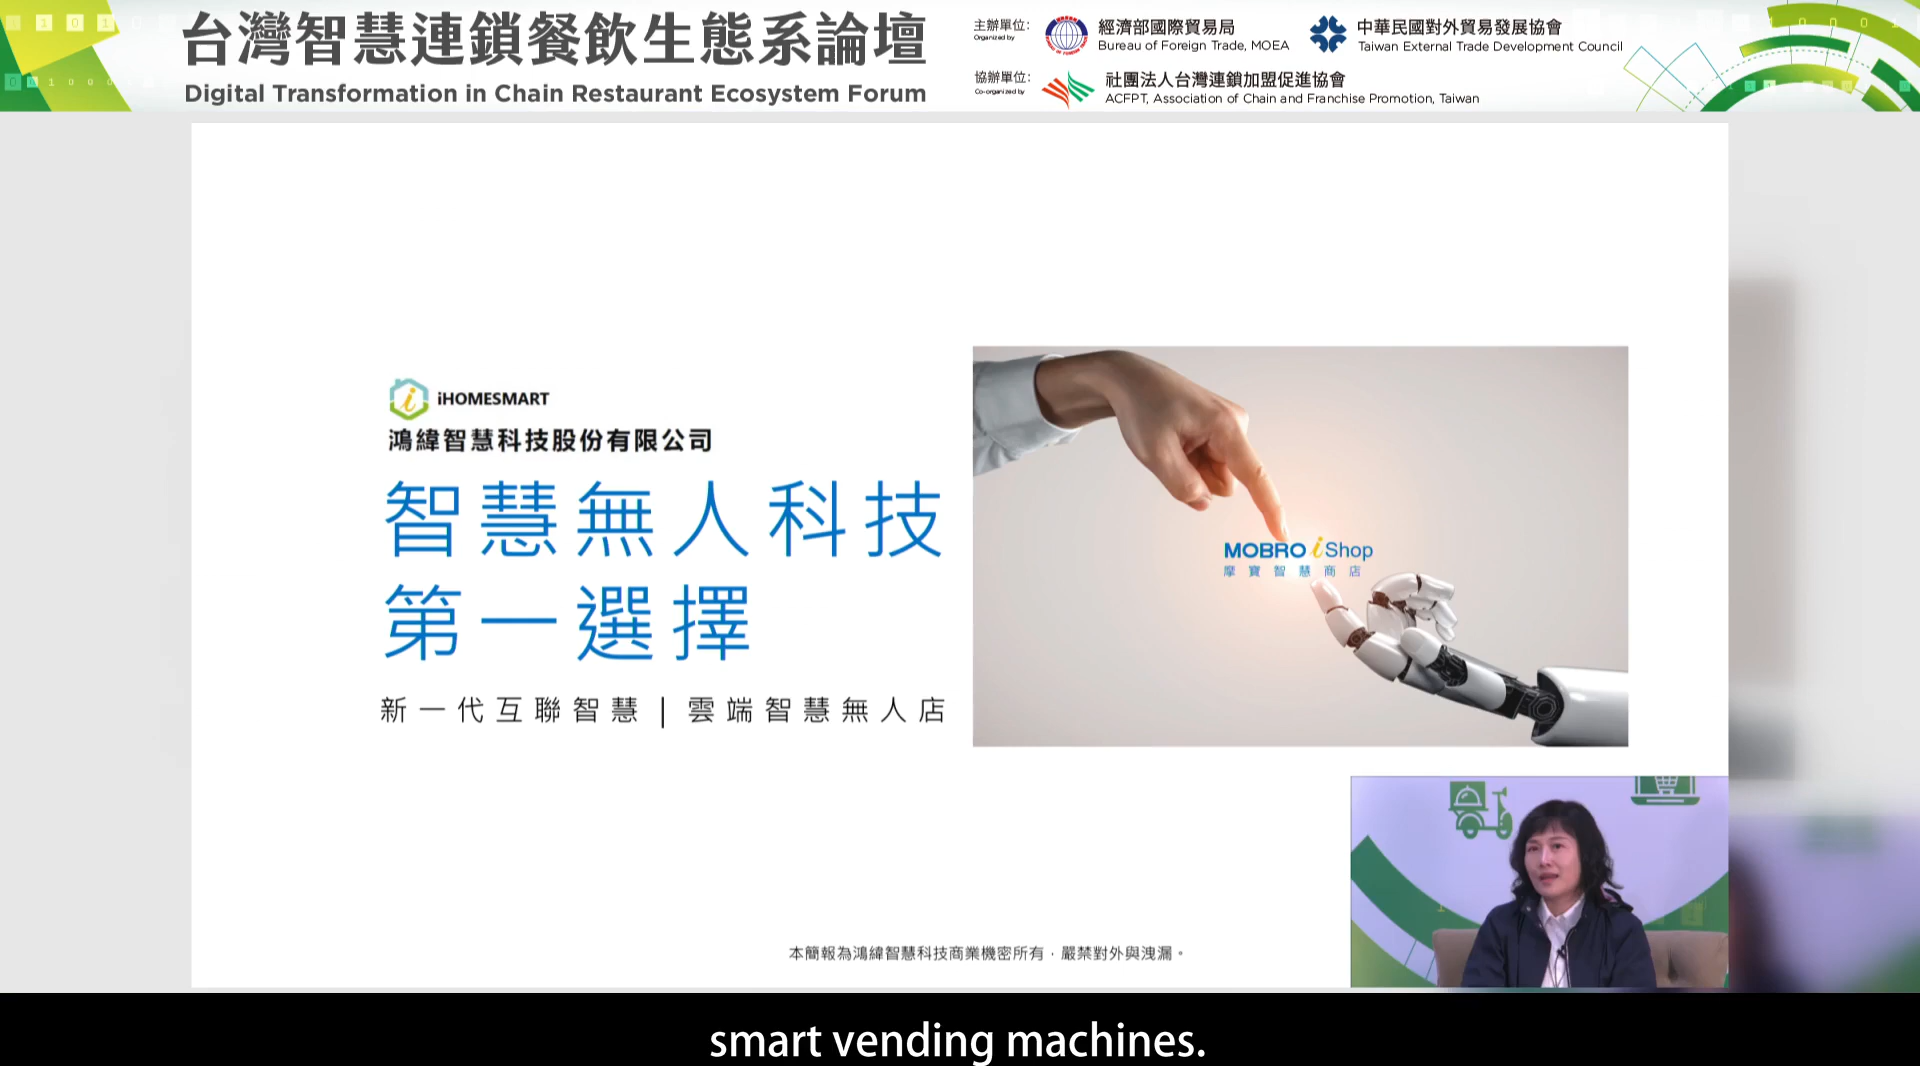 台灣智慧連鎖餐飲生態系論壇
Digital Transformation in Chain Restaurant Ecosystem Forum
主辦單位:
Organized by
經濟部國際貿易局
Bureau of Foreign Trade, MOEA
中華民國對外貿易發展協會
Taiwan External Trade Development Council
協辦單位:
Co-organized by
社團法人台灣連鎖加盟促進協會
ACFPT, Association of Chain and Franchise Promotion, Taiwan
iHOMESMART
鴻緯智慧科技股份有限公司
智慧無人科技
第一選擇
新一代互聯智慧 | 雲端智慧無人店
MOBRO iShop
摩寶智慧商店
本簡報為鴻緯智慧科技商業機密所有，嚴禁對外與洩漏。
smart vending machines.